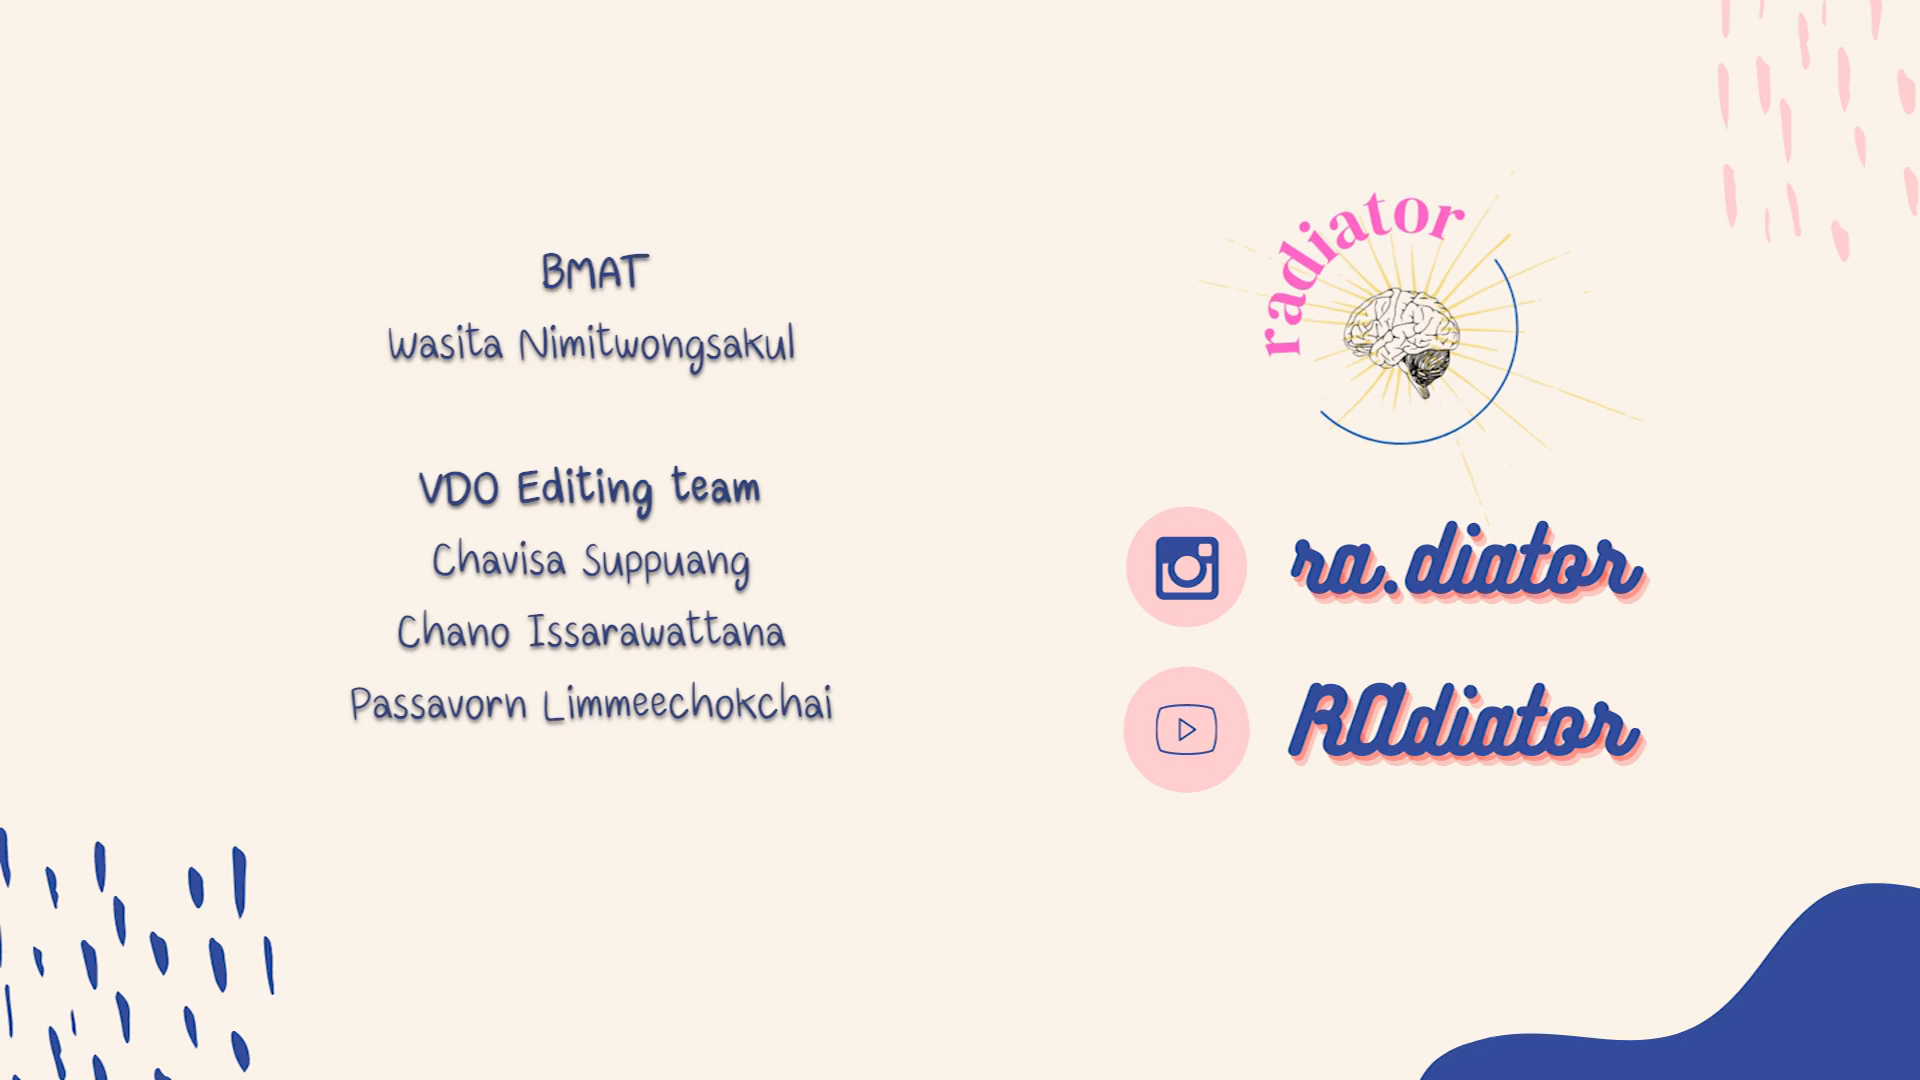 BMAT
Wasita Nimitwongsakul
VDO Editing team
Chavisa Suppuang
Chano Issarawattana
Passavorn Limmeechokchai
radiator
ra.diator
RAdiator